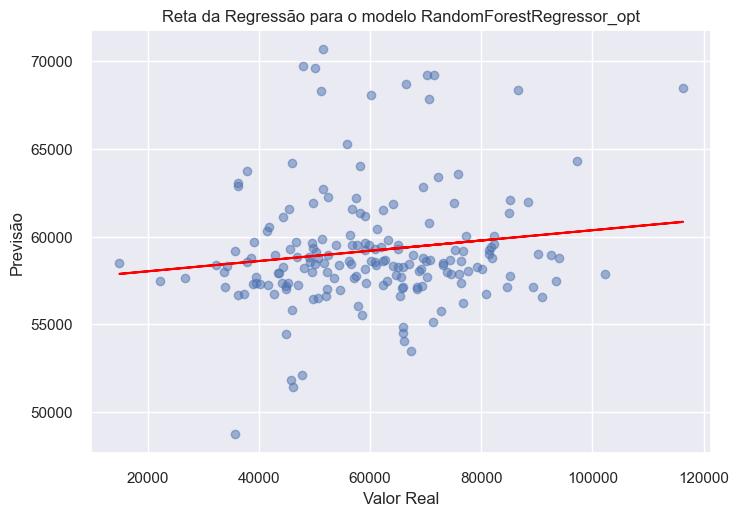 Reta da Regressão para o modelo RandomForestRegressor_opt
70000
65000
60000
55000
50000
Previsão
20000 40000 60000 80000 100000 120000
Valor Real